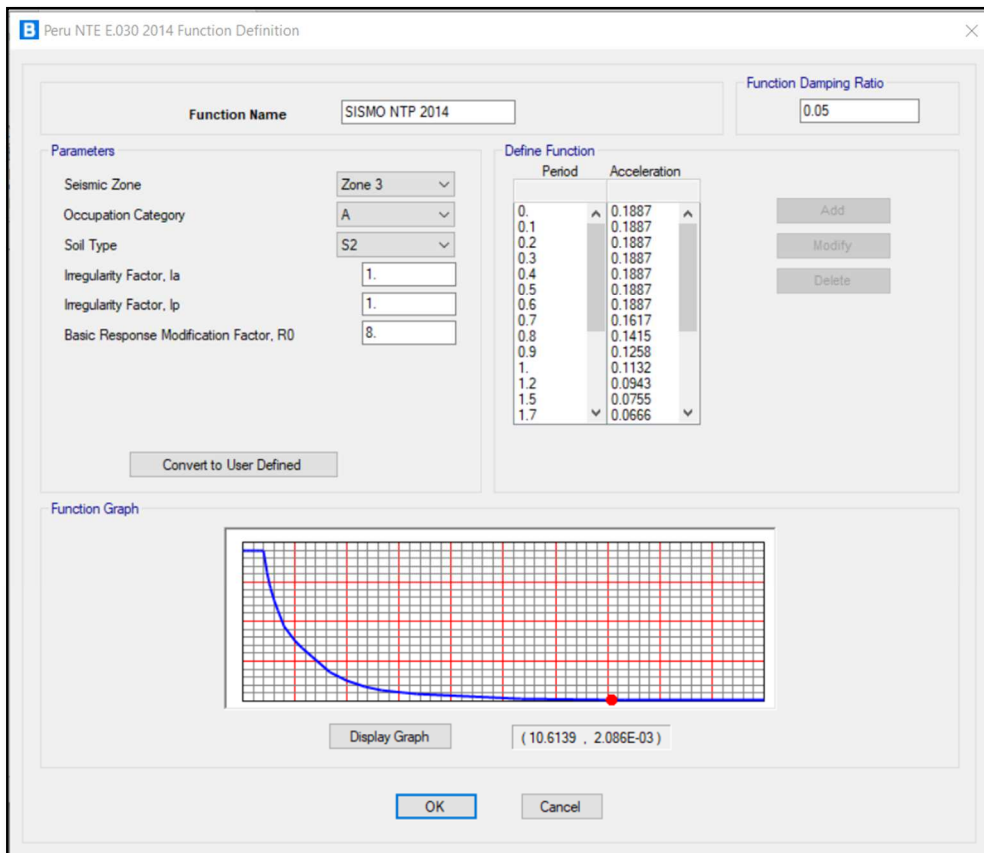 B Peru NTE E.030 2014 Function Definition
Function Damping Ratio
Function Name SISMO NTP 2014 0.05
Parameters
Seismic Zone Zone 3
Occupation Category A
Soil Type S2
Irregularity Factor, Ia 1.
Irregularity Factor, Ip 1.
Basic Response Modification Factor, R0 8.
Convert to User Defined
Define Function
Period Acceleration
0. 0.1887
0.1 0.1887
0.2 0.1887
0.3 0.1887
0.4 0.1887
0.5 0.1887
0.6 0.1887
0.7 0.1617
0.8 0.1415
0.9 0.1258
1. 0.1132
1.2 0.0943
1.5 0.0755
1.7 0.0666
Add
Modify
Delete
Function Graph
Display Graph ( 10.6139 , 2.086E-03 )
OK Cancel